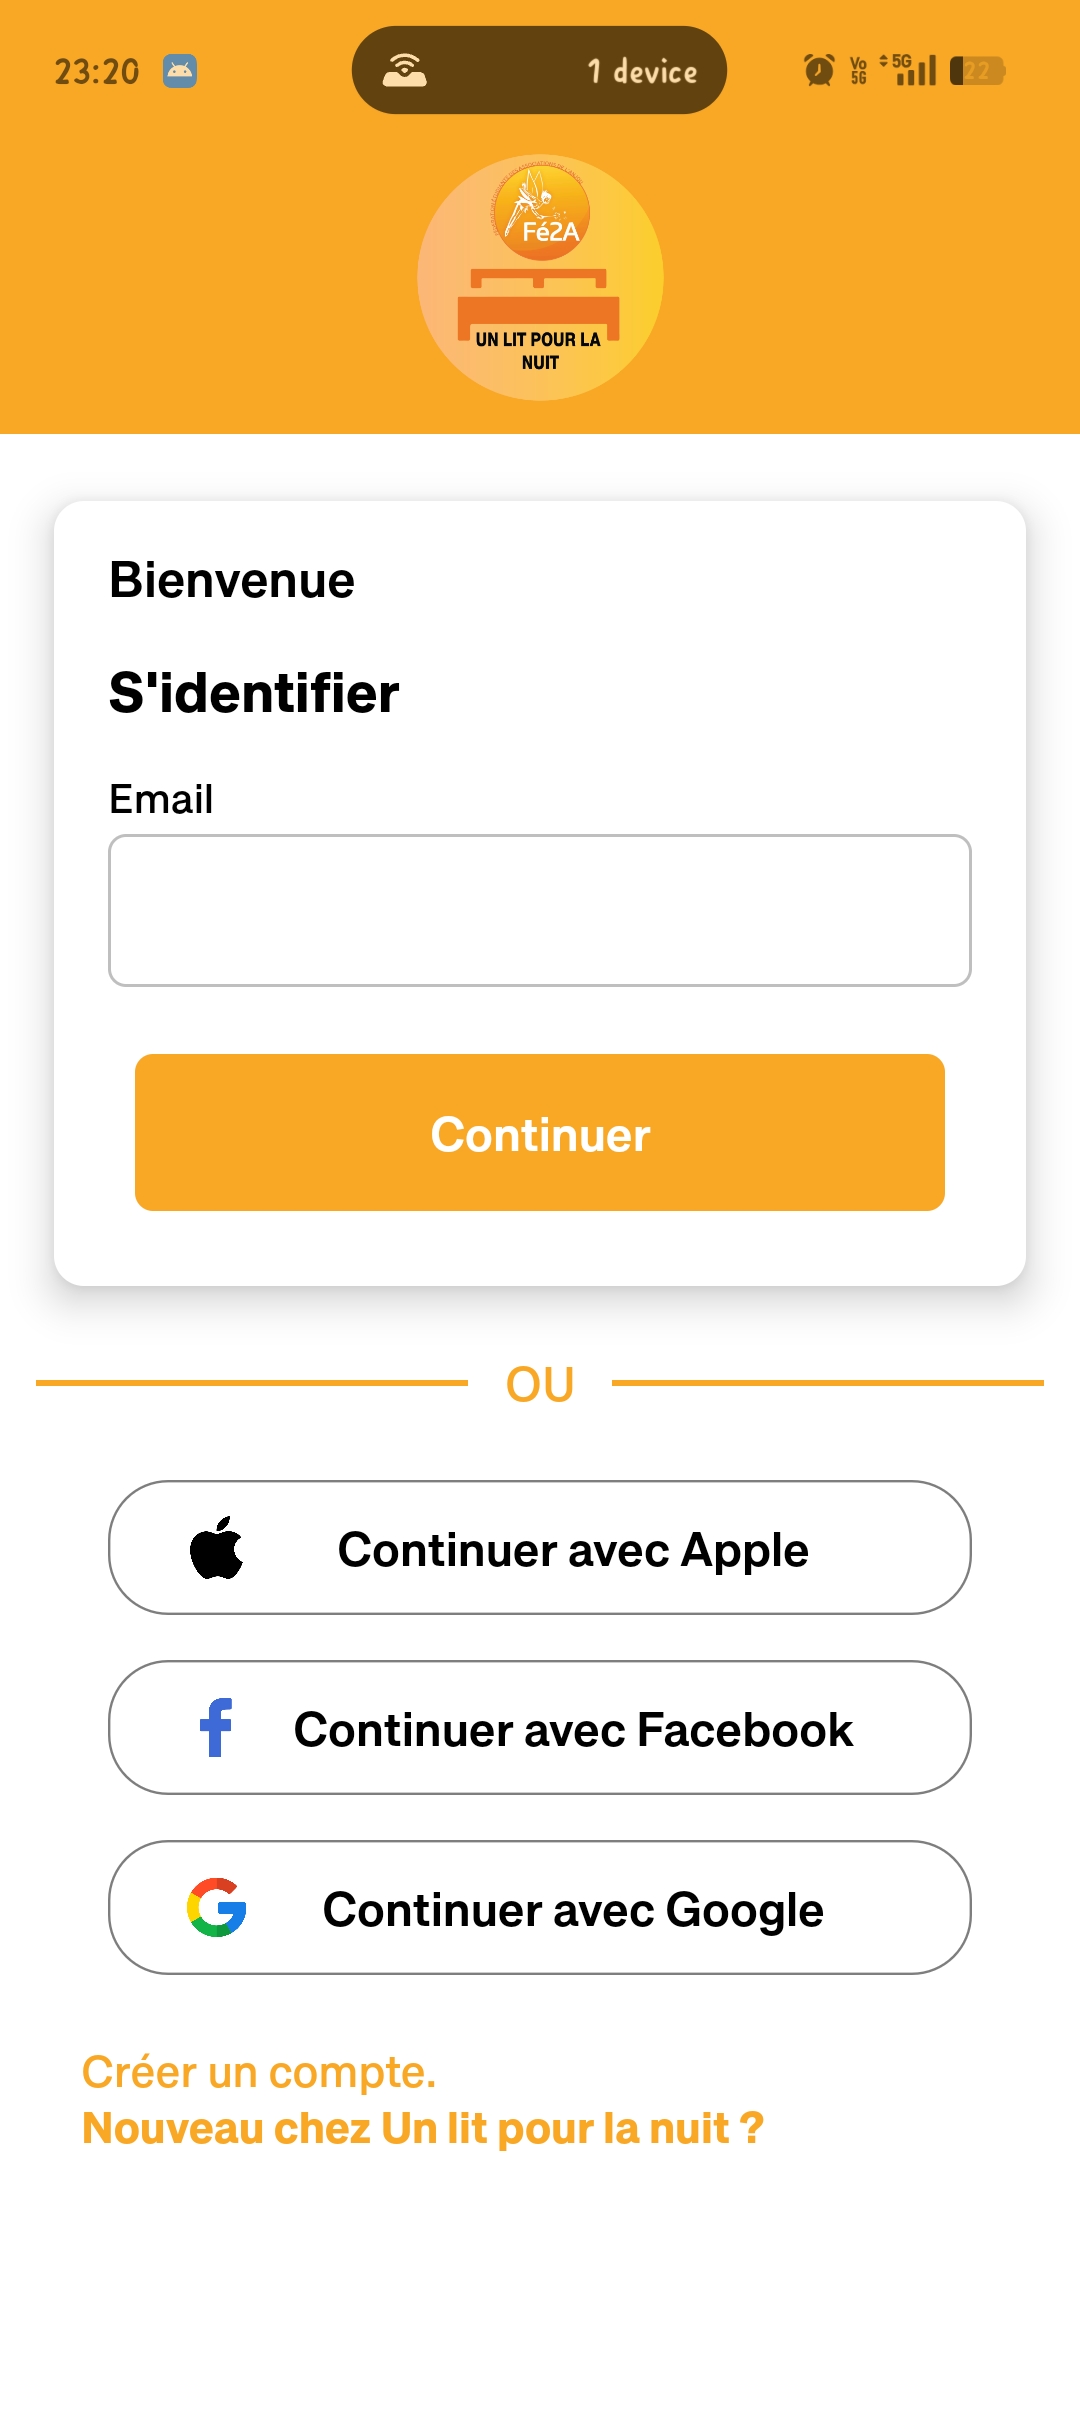 23:20
1 device
Vo
5G
5G
22
Fé2A
UN LIT POUR LA
NUIT
Bienvenue
S'identifier
Email
Continuer
OU
Continuer avec Apple
Continuer avec Facebook
Continuer avec Google
Créer un compte.
Nouveau chez Un lit pour la nuit ?